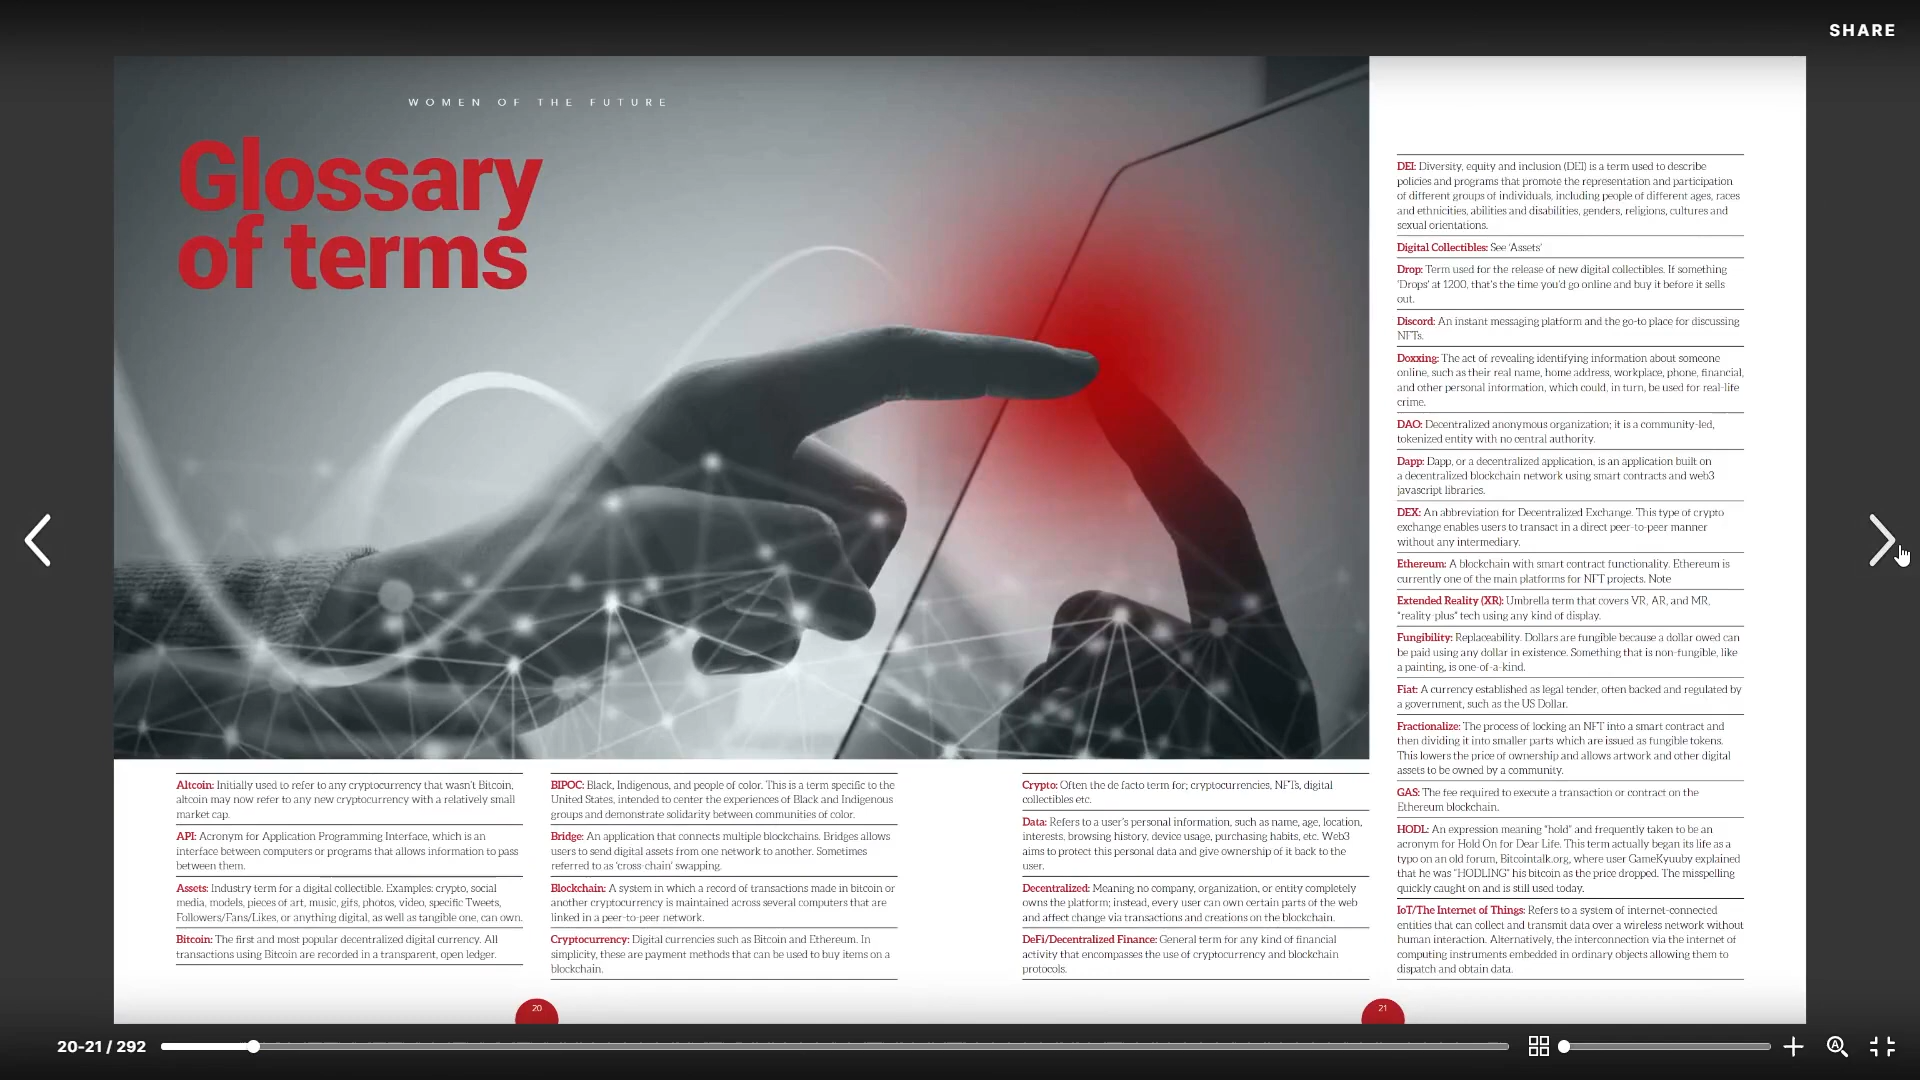 SHARE
WOMEN OF THE FUTURE
Glossary
of terms
Altcoin: Initially used to refer to any cryptocurrency that wasn't Bitcoin,
altcoin may now refer to any new cryptocurrency with a relatively small
market cap.
API: Acronym for Application Programming Interface, which is an
interface between computers or programs that allows information to pass
between them.
Assets: Industry term for a digital collectible. Examples: crypto, social
media, models, pieces of art, music, gifs, photos, video, specific Tweets,
Followers/Fans/Likes, or anything digital, as well as tangible one, can own.
Bitcoin: The first and most popular decentralized digital currency. All
transactions using Bitcoin are recorded in a transparent, open ledger.
BIPOC: Black, Indigenous, and people of color. This is a term specific to the
United States, intended to center the experiences of Black and Indigenous
groups and demonstrate solidarity between communities of color.
Bridge: An application that connects multiple blockchains. Bridges allows
users to send digital assets from one network to another. Sometimes
referred to as 'cross-chain' swapping.
Blockchain: A system in which a record of transactions made in bitcoin or
another cryptocurrency is maintained across several computers that are
linked in a peer-to-peer network.
Cryptocurrency: Digital currencies such as Bitcoin and Ethereum. In
simplicity, these are payment methods that can be used to buy items on a
blockchain.
Crypto: Often the de facto term for; cryptocurrencies, NFTs, digital
collectibles etc.
Data: Refers to a user's personal information, such as name, age, location,
interests, browsing history, device usage, purchasing habits, etc. Web3
aims to protect this personal data and give ownership of it back to the
user.
Decentralized: Meaning no company, organization, or entity completely
owns the platform; instead, every user can own certain parts of the web
and affect change via transactions and creations on the blockchain.
DeFi/Decentralized Finance: General term for any kind of financial
activity that encompasses the use of cryptocurrency and blockchain
protocols.
DEI: Diversity, equity and inclusion (DEI) is a term used to describe
policies and programs that promote the representation and participation
of different groups of individuals, including people of different ages, races
and ethnicities, abilities and disabilities, genders, religions, cultures and
sexual orientations.
Digital Collectibles: See 'Assets'
Drop: Term used for the release of new digital collectibles. If something
'Drops' at 1200, that's the time you'd go online and buy it before it sells
out.
Discord: An instant messaging platform and the go-to place for discussing
NFTs.
Doxxing: The act of revealing identifying information about someone
online, such as their real name, home address, workplace, phone, financial,
and other personal information, which could, in turn, be used for real-life
crime.
DAO: Decentralized anonymous organization; it is a community-led,
tokenized entity with no central authority.
Dapp: Dapp, or a decentralized application, is an application built on
a decentralized blockchain network using smart contracts and web3
javascript libraries.
DEX: An abbreviation for Decentralized Exchange. This type of crypto
exchange enables users to transact in a direct peer-to-peer manner
without any intermediary.
Ethereum: A blockchain with smart contract functionality. Ethereum is
currently one of the main platforms for NFT projects. Note
Extended Reality (XR): Umbrella term that covers VR, AR, and MR,
"reality-plus" tech using any kind of display.
Fungibility: Replaceability. Dollars are fungible because a dollar owed can
be paid using any dollar in existence. Something that is non-fungible, like
a painting, is one-of-a-kind.
Fiat: A currency established as legal tender, often backed and regulated by
a government, such as the US Dollar.
Fractionalize: The process of locking an NFT into a smart contract and
then dividing it into smaller parts which are issued as fungible tokens.
This lowers the price of ownership and allows artwork and other digital
assets to be owned by a community.
GAS: The fee required to execute a transaction or contract on the
Ethereum blockchain.
HODL: An expression meaning "hold" and frequently taken to be an
acronym for Hold On for Dear Life. This term actually began its life as a
typo on an old forum, Bitcointalk.org, where user GameKyuuby explained
that he was "HODLING" his bitcoin as the price dropped. The misspelling
quickly caught on and is still used today.
IoT/The Internet of Things: Refers to a system of internet-connected
entities that can collect and transmit data over a wireless network without
human interaction. Alternatively, the interconnection via the internet of
computing instruments embedded in ordinary objects allowing them to
dispatch and obtain data.
20
21
20-21 / 292